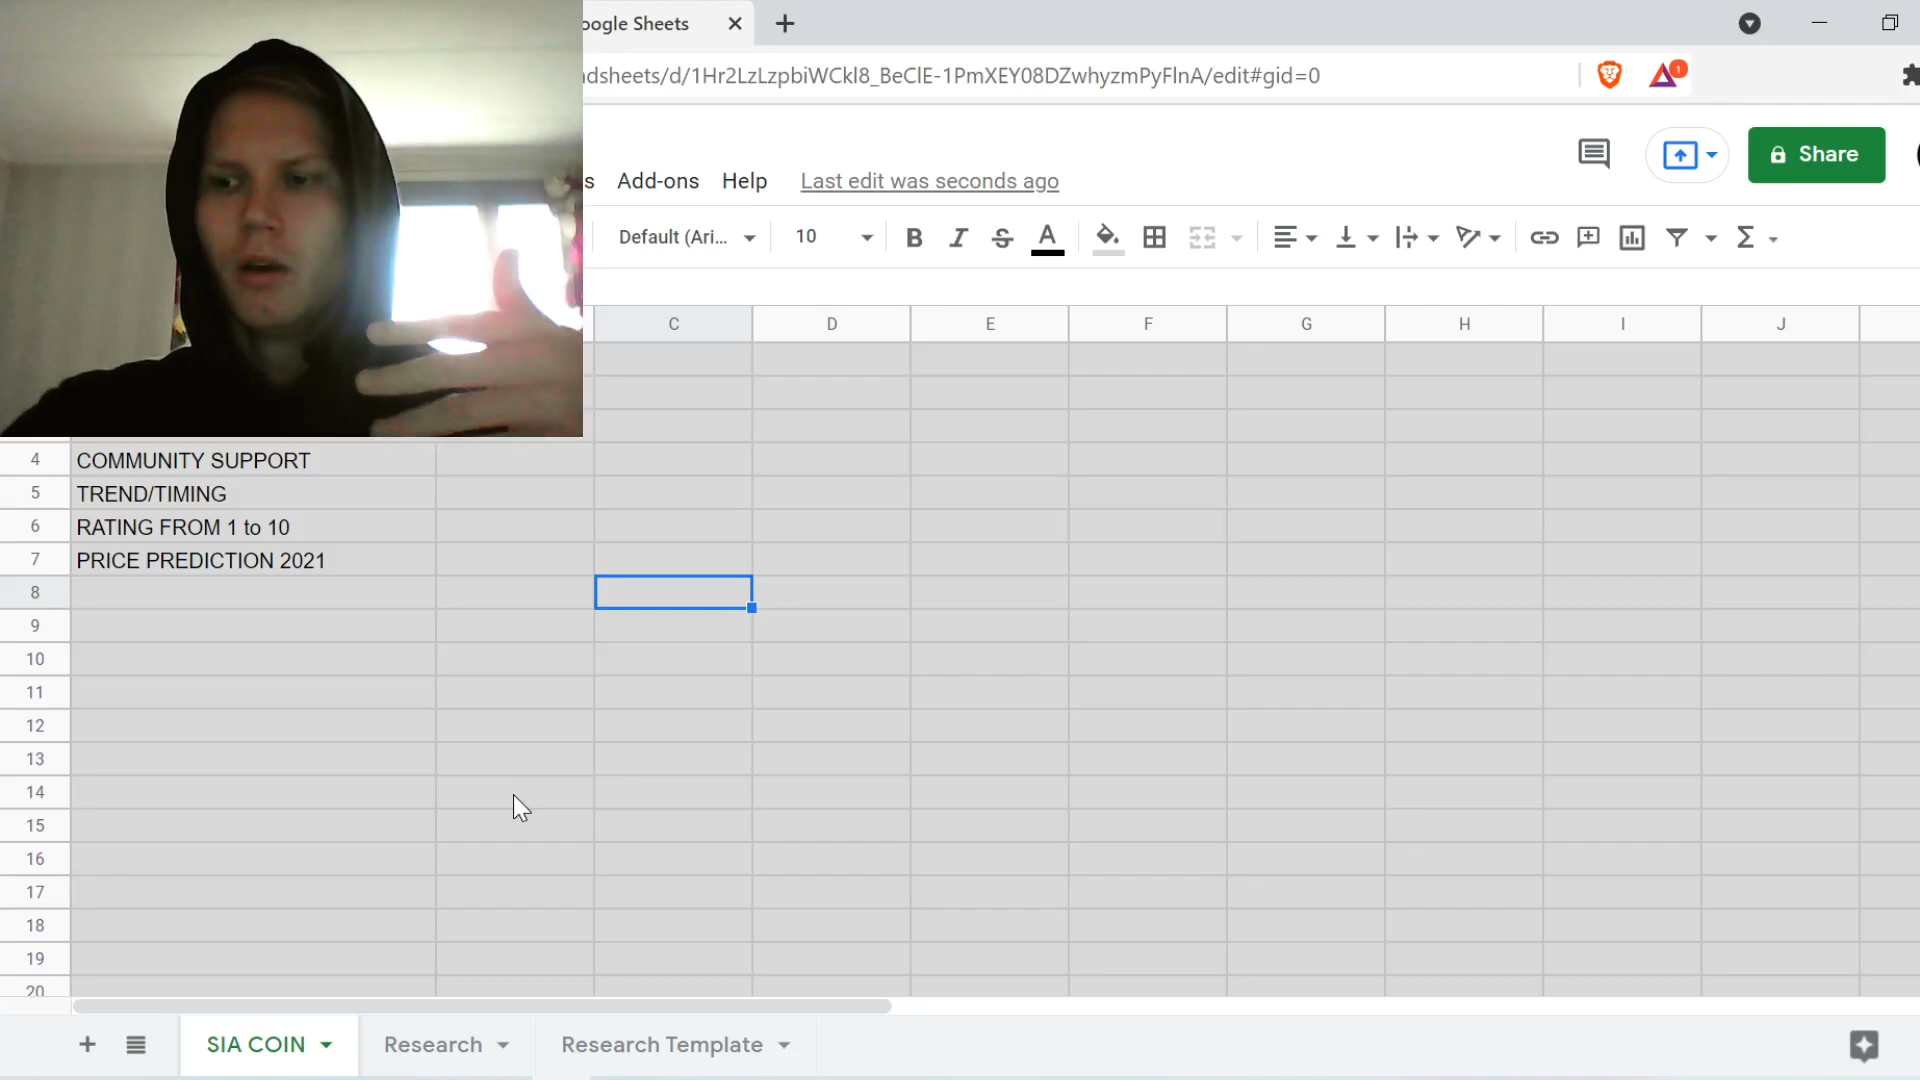 oogle Sheets
dsheets/d/1Hr2LzLzpbiWCkl8_BeClE-1PmXEY08DZwhyzmPyFlnA/edit#gid=0
1
s Add-ons Help Last edit was seconds ago
Share
Default (Ari... 10 B I S A
C D E F G H I J
4 COMMUNITY SUPPORT
5 TREND/TIMING
6 RATING FROM 1 to 10
7 PRICE PREDICTION 2021
8
9
10
11
12
13
14
15
16
17
18
19
20
SIA COIN Research Research Template